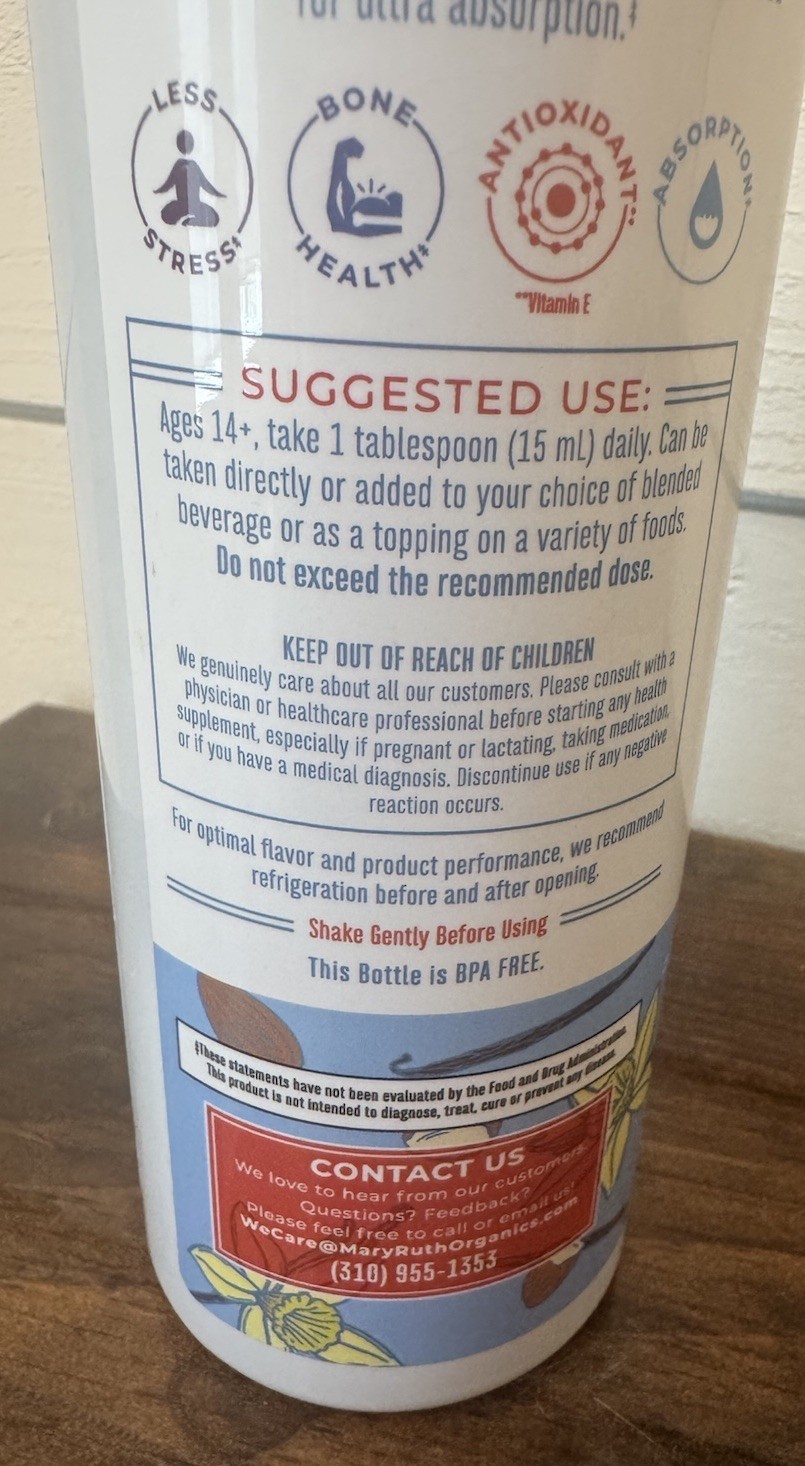 for ultra absorption.‡
LESS
STRESS‡
BONE
HEALTH‡
ANTIOXIDANT**
**Vitamin E
ABSORPTION‡
SUGGESTED USE:
Ages 14+, take 1 tablespoon (15 mL) daily. Can be
taken directly or added to your choice of blended
beverage or as a topping on a variety of foods.
Do not exceed the recommended dose.
KEEP OUT OF REACH OF CHILDREN
We genuinely care about all our customers. Please consult with a
physician or healthcare professional before starting any health
supplement, especially if pregnant or lactating, taking medication,
or if you have a medical diagnosis. Discontinue use if any negative
reaction occurs.
For optimal flavor and product performance, we recommend
refrigeration before and after opening.
Shake Gently Before Using
This Bottle is BPA FREE.
‡These statements have not been evaluated by the Food and Drug Administration.
This product is not intended to diagnose, treat, cure or prevent any disease.
CONTACT US
We love to hear from our customers.
Questions? Feedback?
Please feel free to call or email us!
WeCare@MaryRuthOrganics.com
(310) 955-1353